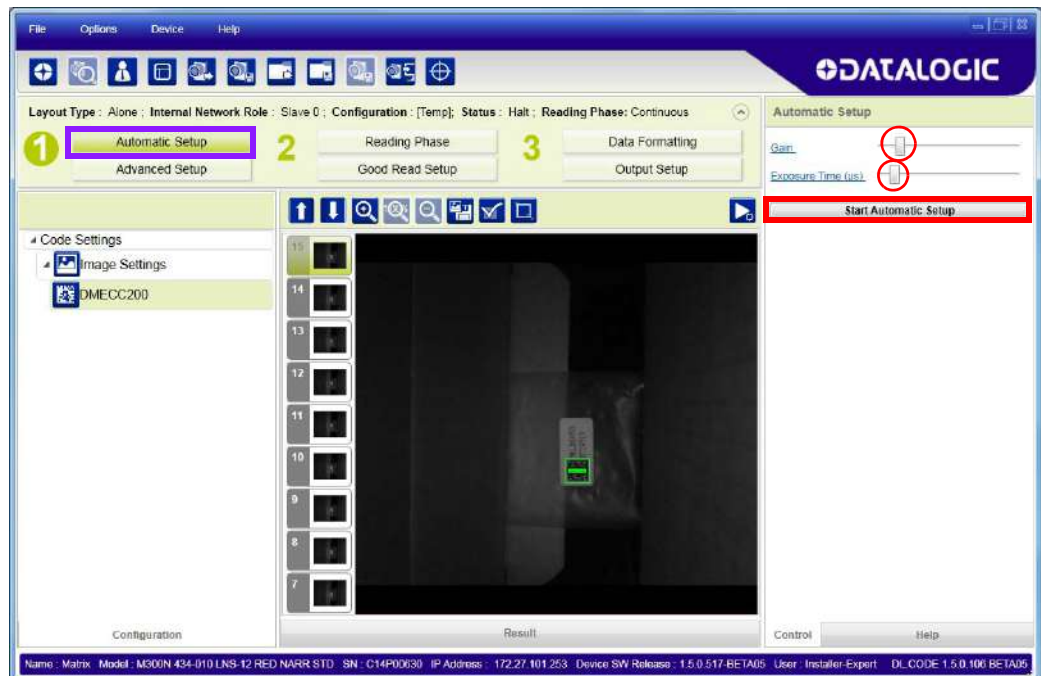 File Options Device Help
DATALOGIC
Layout Type : Alone ; Internal Network Role : Slave 0 ; Configuration : [Temp]; Status : Halt ; Reading Phase: Continuous
Automatic Setup
1 Automatic Setup 2 Reading Phase 3 Data Formatting
Advanced Setup Good Read Setup Output Setup
Gain
Exposure Time (us)
Start Automatic Setup
Code Settings
Image Settings
DMECC200
15
14
13
12
11
10
9
8
7
Configuration Result Control Help
Name : Matrix Model : M300N 434-010 LNS-12 RED NARR STD SN : C14P00630 IP Address : 172.27.101.253 Device SW Release : 1.5.0.517-BETA05 User : Installer-Expert DL.CODE 1.5.0.106 BETA05